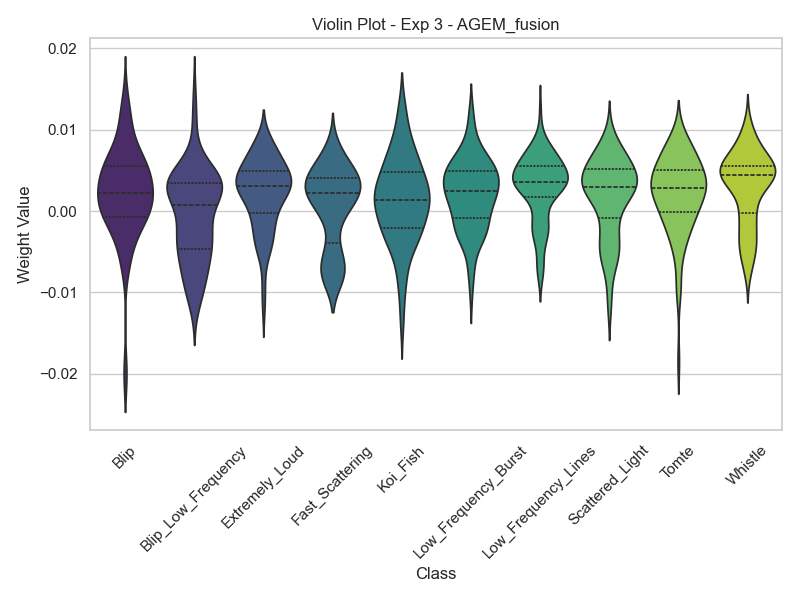 Violin Plot - Exp 3 - AGEM_fusion
0.02
0.01
0.00
−0.01
−0.02
Weight Value
Blip
Blip_Low_Frequency
Extremely_Loud
Fast_Scattering
Koi_Fish
Low_Frequency_Burst
Low_Frequency_Lines
Scattered_Light
Tomte
Whistle
Class